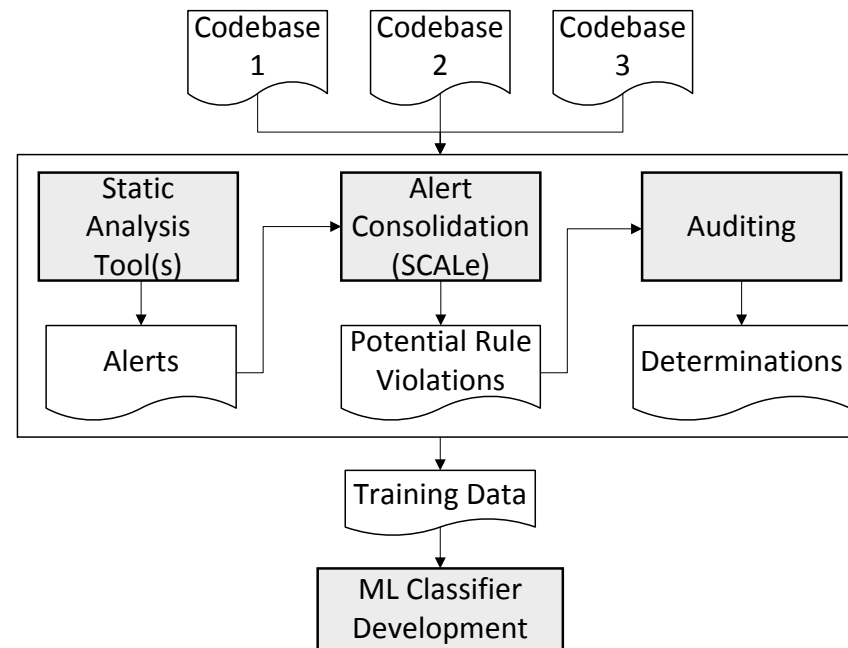 Codebase
1
Codebase
2
Codebase
3
Static
Analysis
Tool(s)
Alert
Consolidation
(SCALe)
Auditing
Alerts
Potential Rule
Violations
Determinations
Training Data
ML Classifier
Development